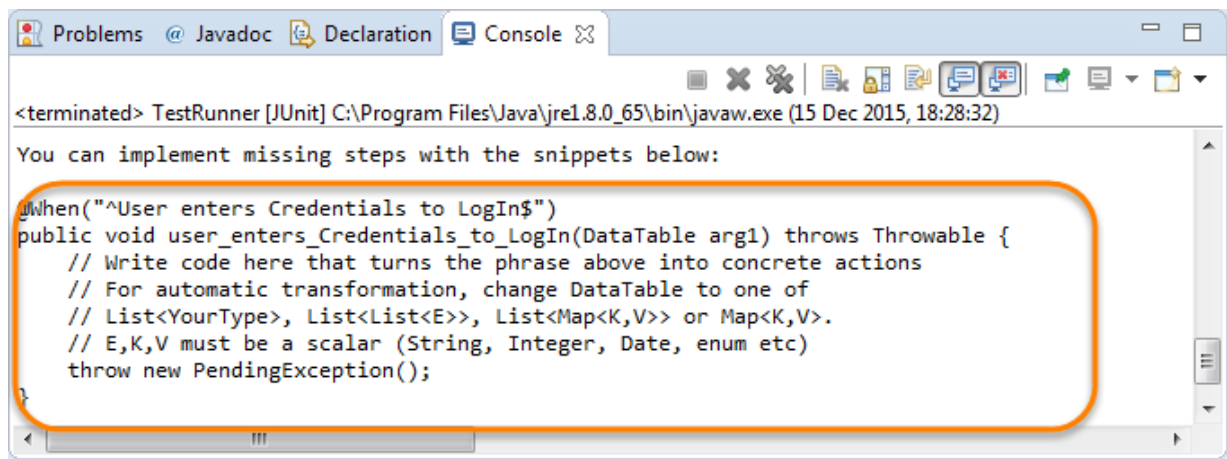 Problems @ Javadoc Declaration Console
<terminated> TestRunner [JUnit] C:\Program Files\Java\jre1.8.0_65\bin\javaw.exe (15 Dec 2015, 18:28:32)
You can implement missing steps with the snippets below:
@When("^User enters Credentials to LogIn$")
public void user_enters_Credentials_to_LogIn(DataTable arg1) throws Throwable {
    // Write code here that turns the phrase above into concrete actions
    // For automatic transformation, change DataTable to one of
    // List<YourType>, List<List<E>>, List<Map<K,V>> or Map<K,V>.
    // E,K,V must be a scalar (String, Integer, Date, enum etc)
    throw new PendingException();
}